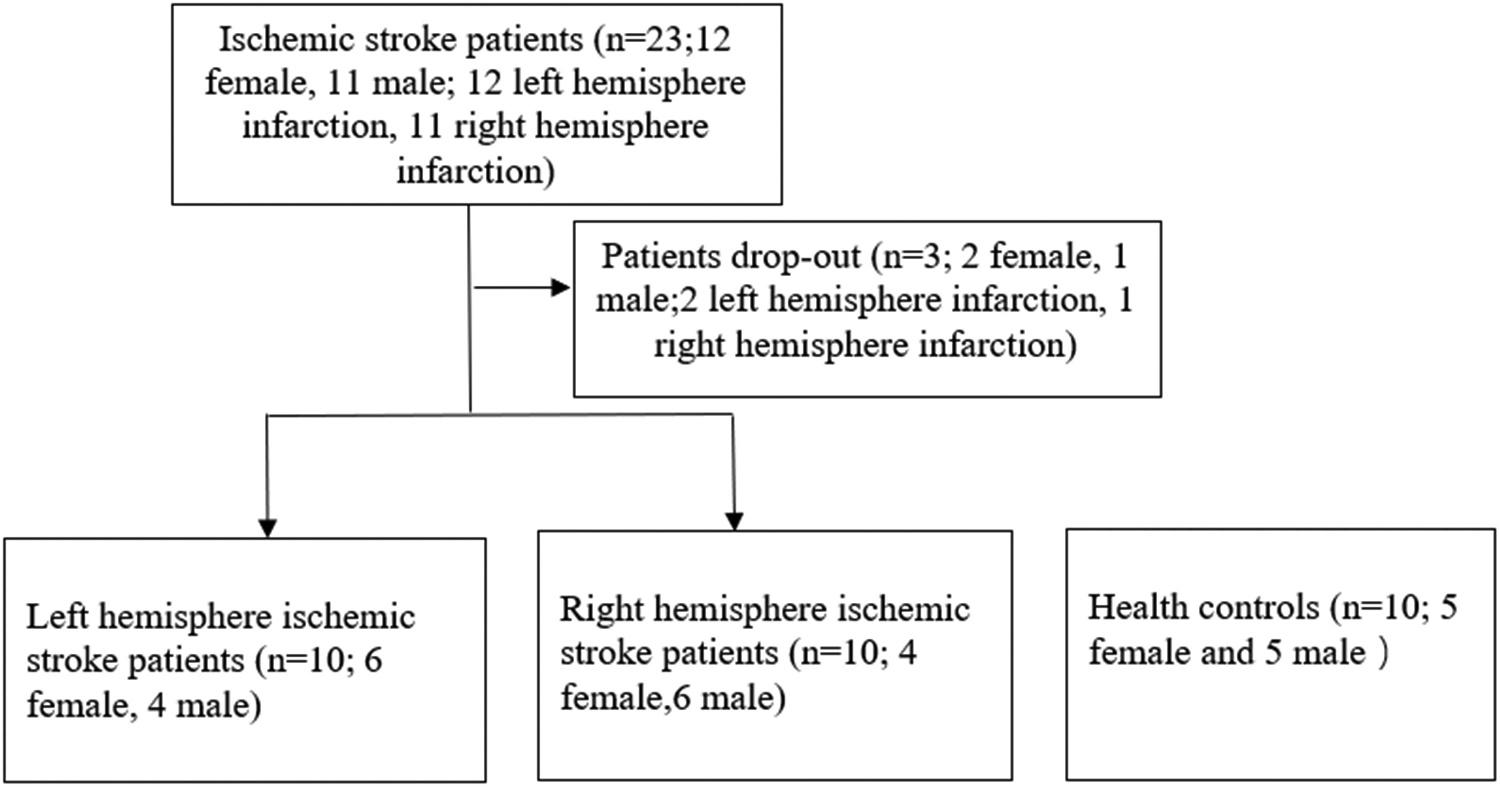 Ischemic stroke patients (n=23;12
female, 11 male; 12 left hemisphere
infarction, 11 right hemisphere
infarction)
Patients drop-out (n=3; 2 female, 1
male;2 left hemisphere infarction, 1
right hemisphere infarction)
Left hemisphere ischemic
stroke patients (n=10; 6
female, 4 male)
Right hemisphere ischemic
stroke patients (n=10; 4
female,6 male)
Health controls (n=10; 5
female and 5 male )